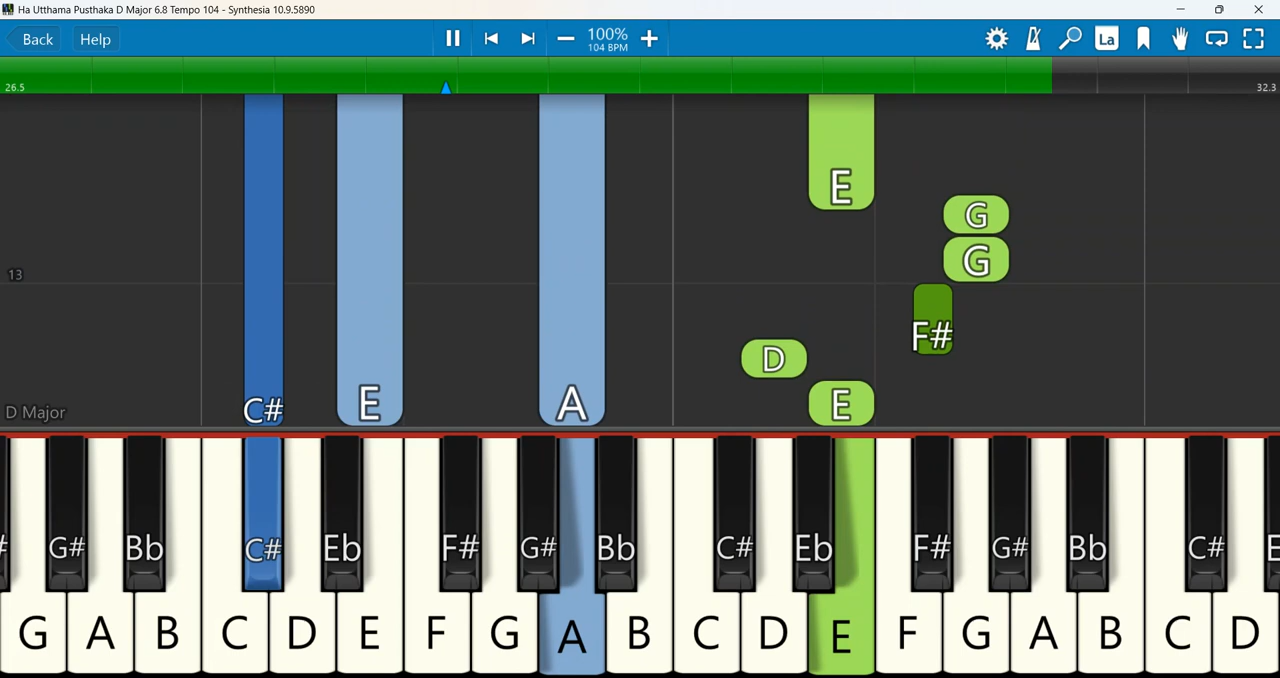 Ha Utthama Pusthaka D Major 6.8 Tempo 104 - Synthesia 10.9.5890
Back Help 100% La
104 BPM
26.5 32.3
E
G
G
13
F#
D
C# E A E
D Major
G# Bb C# Eb F# G# Bb C# Eb F# G# Bb C#
G A B C D E F G A B C D E F G A B C D